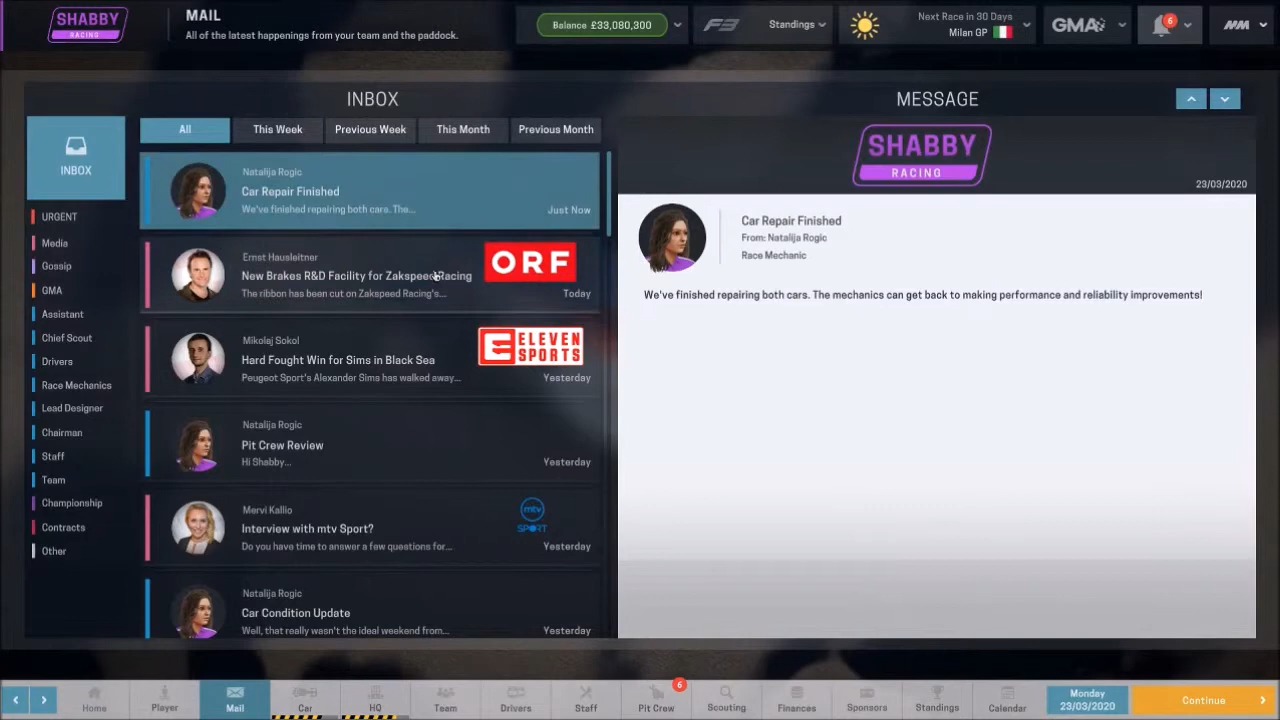 SHABBY
RACING
MAIL
All of the latest happenings from your team and the paddock.
Balance £33,080,300
F3
Standings
Next Race in 30 Days
Milan GP
GMA
6
MM
INBOX
MESSAGE
INBOX
All
This Week
Previous Week
This Month
Previous Month
URGENT
Media
Gossip
GMA
Assistant
Chief Scout
Drivers
Race Mechanics
Lead Designer
Chairman
Staff
Team
Championship
Contracts
Other
Natalija Rogic
Car Repair Finished
We've finished repairing both cars. The...
Just Now
Ernst Hausleitner
New Brakes R&D Facility for Zakspeed Racing
The ribbon has been cut on Zakspeed Racing's...
ORF
Today
Mikolaj Sokol
Hard Fought Win for Sims in Black Sea
Peugeot Sport's Alexander Sims has walked away...
ELEVEN
SPORTS
Yesterday
Natalija Rogic
Pit Crew Review
Hi Shabby...
Yesterday
Mervi Kallio
Interview with mtv Sport?
Do you have time to answer a few questions for...
mtv
SPORT
Yesterday
Natalija Rogic
Car Condition Update
Well, that really wasn't the ideal weekend from...
Yesterday
SHABBY
RACING
23/03/2020
Car Repair Finished
From: Natalija Rogic
Race Mechanic
We've finished repairing both cars. The mechanics can get back to making performance and reliability improvements!
Home
Player
Mail
Car
HQ
Team
Drivers
Staff
Pit Crew
6
Scouting
Finances
Sponsors
Standings
Calendar
Monday
23/03/2020
Continue